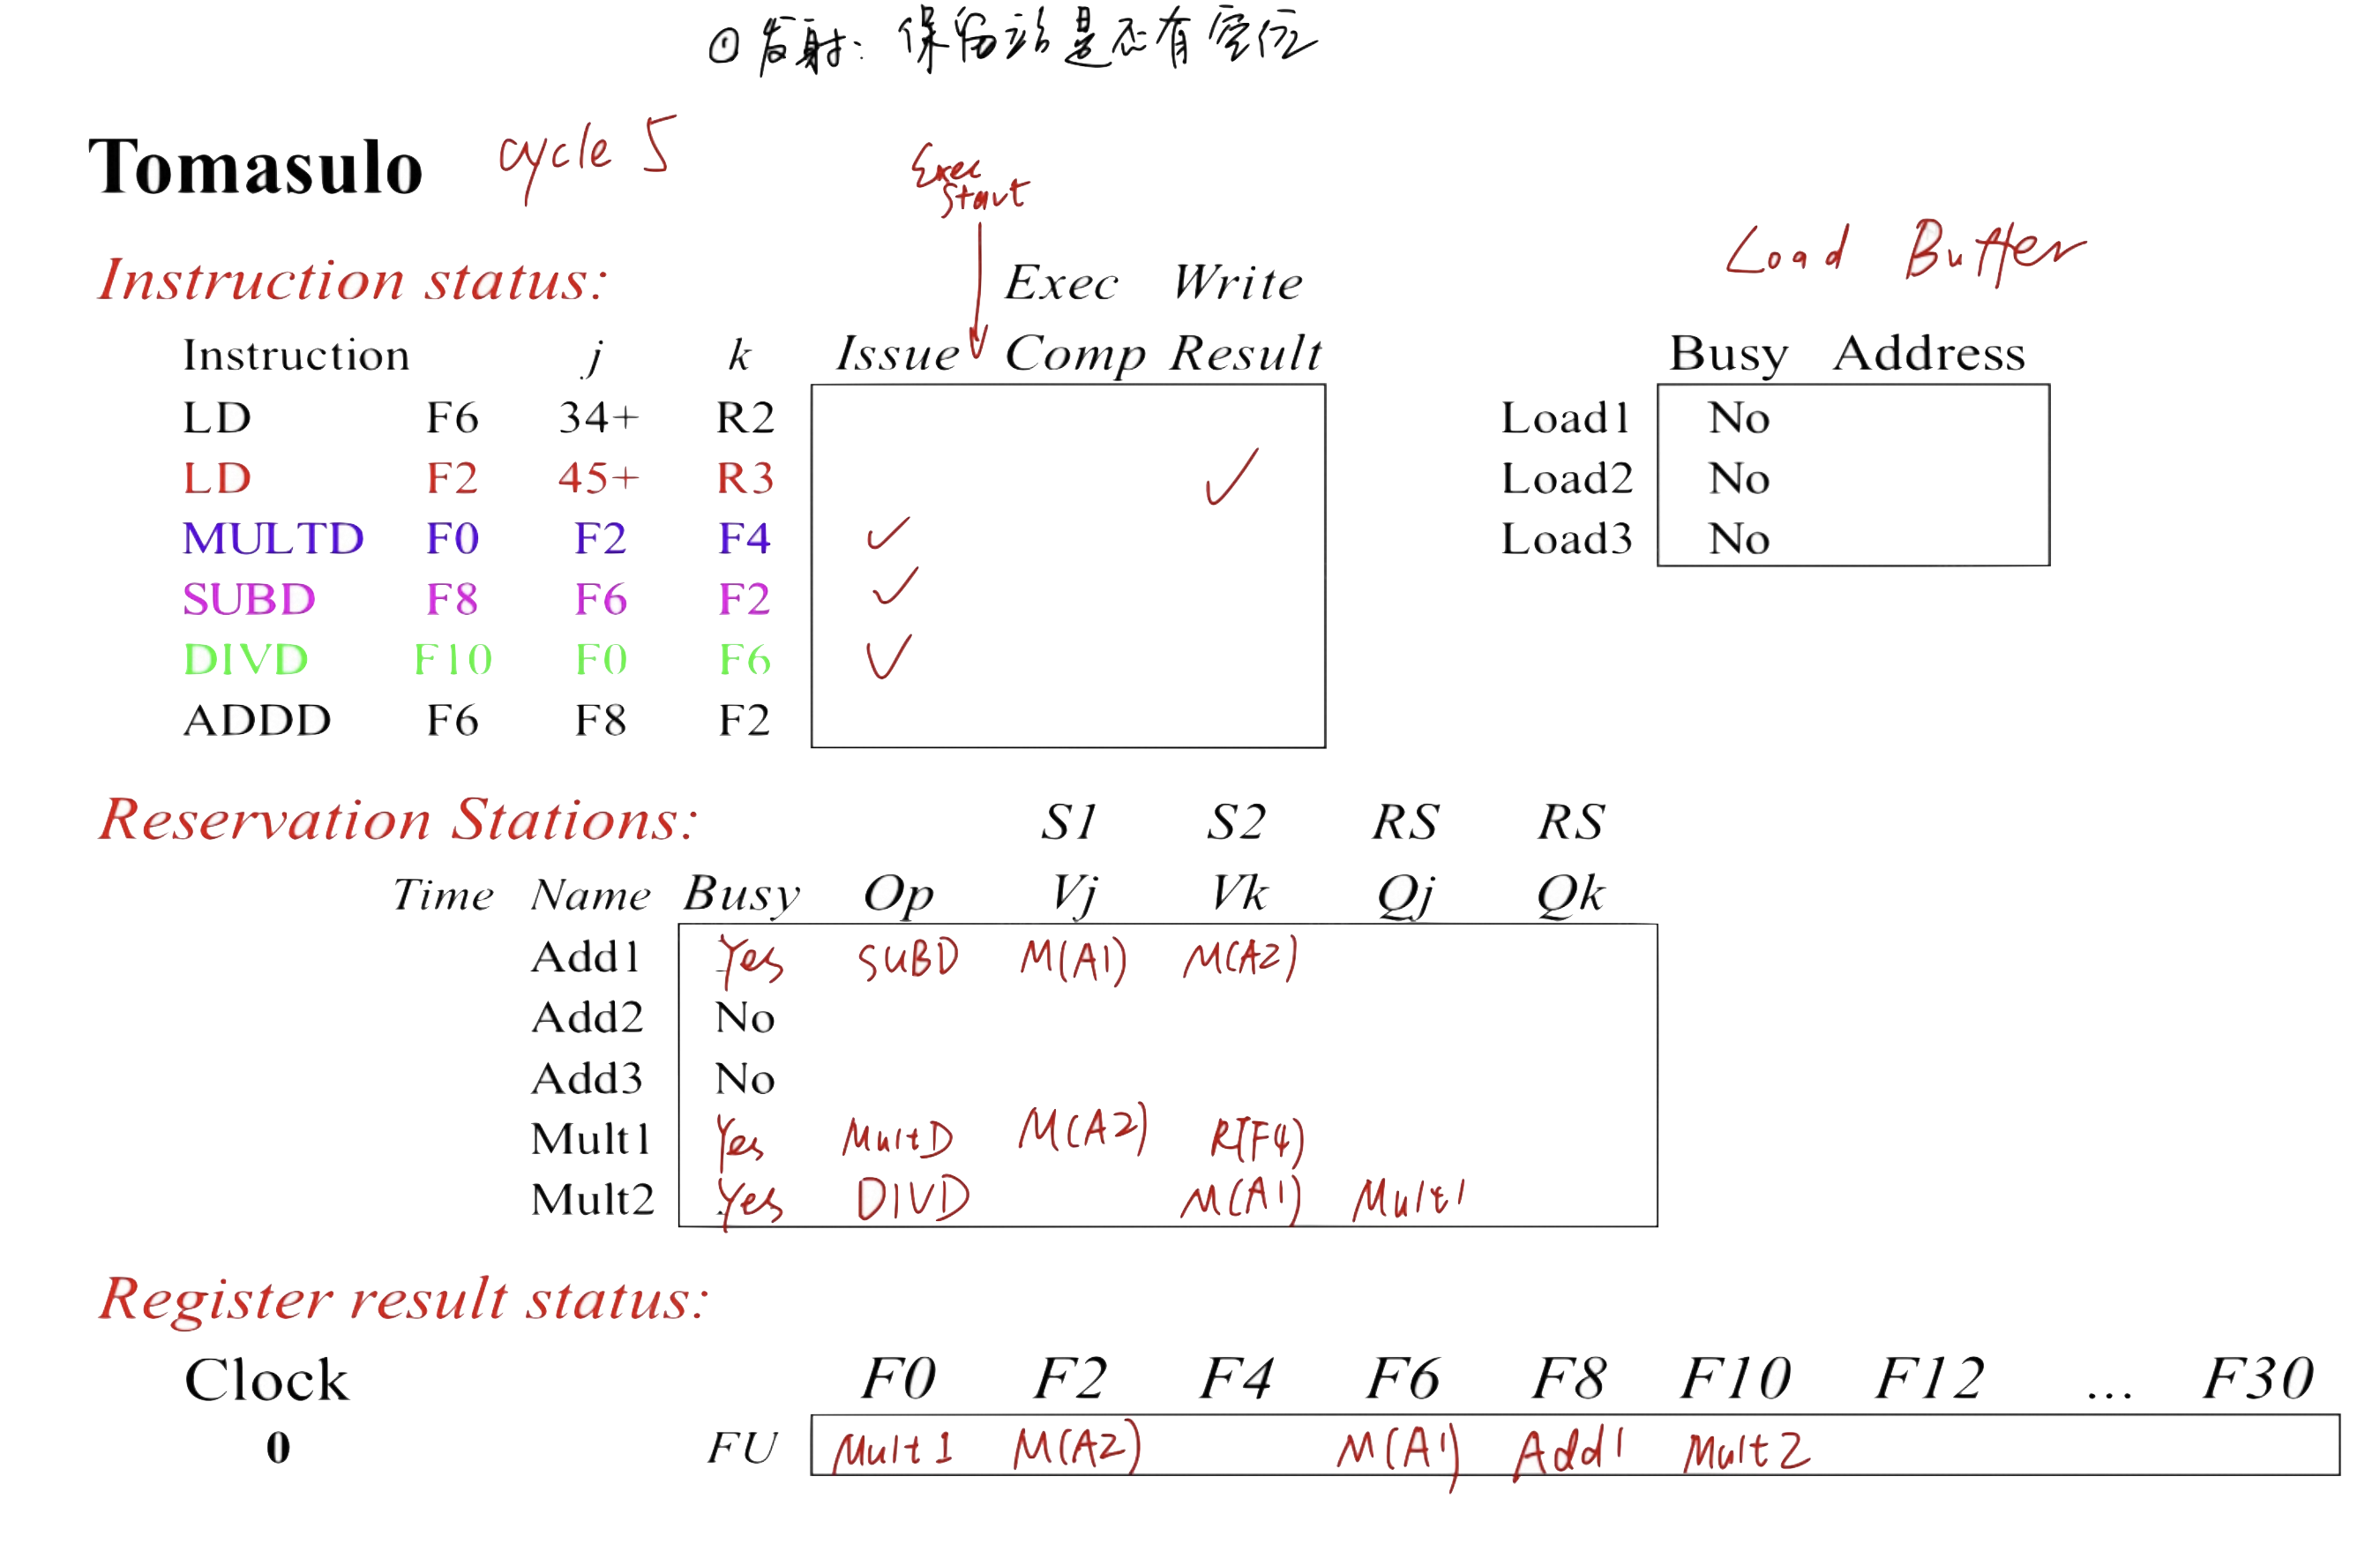 ①发射：保留站是否有空位
Tomasulo cycle 5
Exec
Start
Load Buffer
Instruction status: Exec Write
Instruction j k Issue Comp Result Busy Address
LD F6 34+ R2 Load1 No
LD F2 45+ R3 ✓ Load2 No
MULTD F0 F2 F4 ✓ Load3 No
SUBD F8 F6 F2 ✓
DIVD F10 F0 F6 ✓
ADDD F6 F8 F2
Reservation Stations: S1 S2 RS RS
Time Name Busy Op Vj Vk Qj Qk
Add1 Yes SUBD M(A1) M(A2)
Add2 No
Add3 No
Mult1 Yes MultD M(A2) R(F4)
Mult2 Yes DIVD M(A1) Mult1
Register result status:
Clock F0 F2 F4 F6 F8 F10 F12 ... F30
0 FU Mult1 M(A2) M(A1) Add1 Mult2